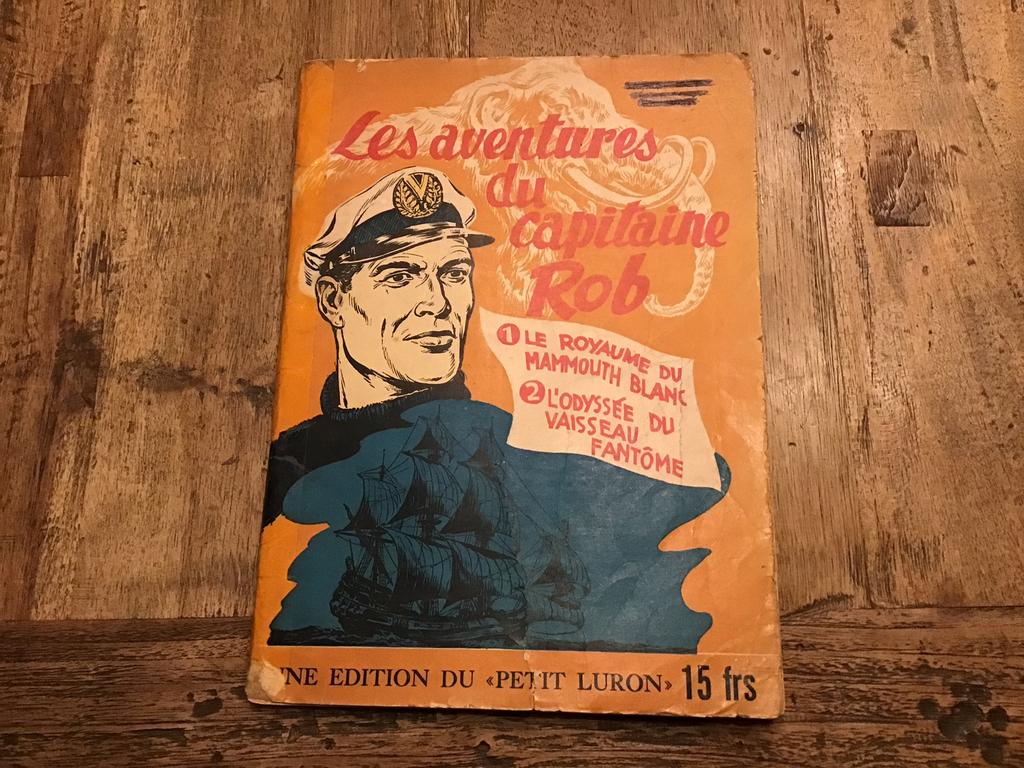 Les aventures
du
capitaine
Rob
1 LE ROYAUME DU
MAMMOUTH BLANC
2 L'ODYSSÉE DU
VAISSEAU
FANTÔME
UNE EDITION DU «PETIT LURON» 15 frs